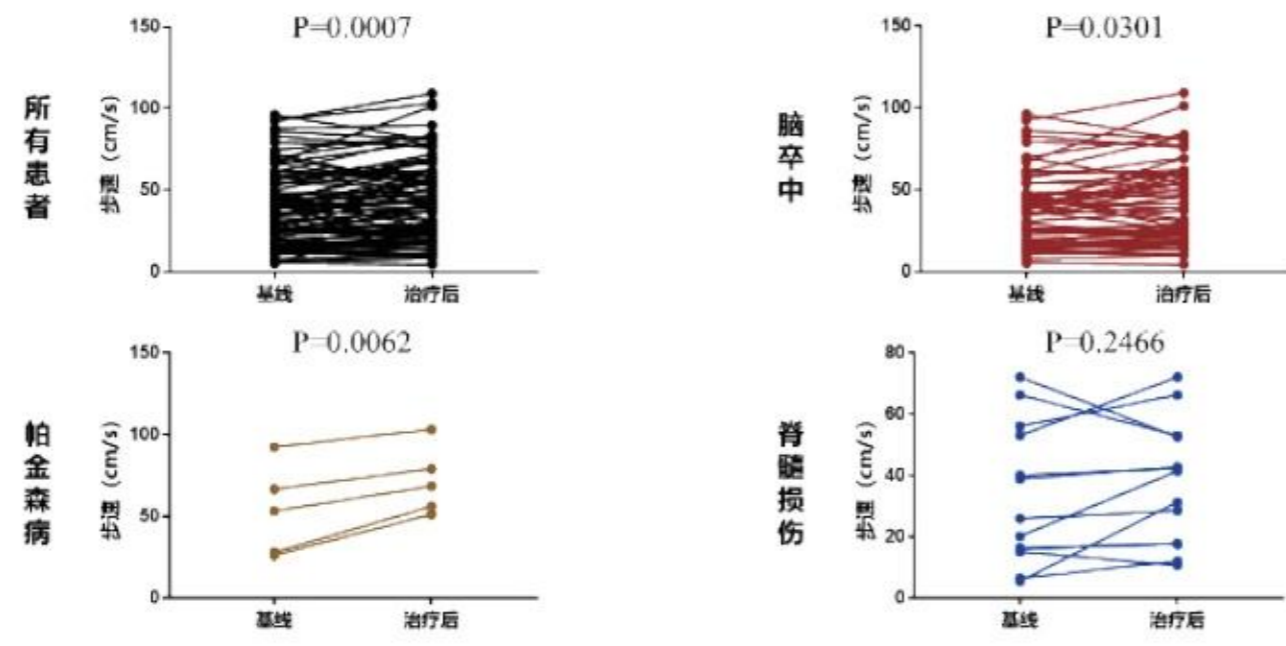 所有患者
步速（cm/s）
150
100
50
0
P=0.0007
基线
治疗后
脑卒中
步速（cm/s）
150
100
50
0
P=0.0301
基线
治疗后
帕金森病
步速（cm/s）
150
100
50
0
P=0.0062
基线
治疗后
脊髓损伤
步速（cm/s）
80
60
40
20
0
P=0.2466
基线
治疗后